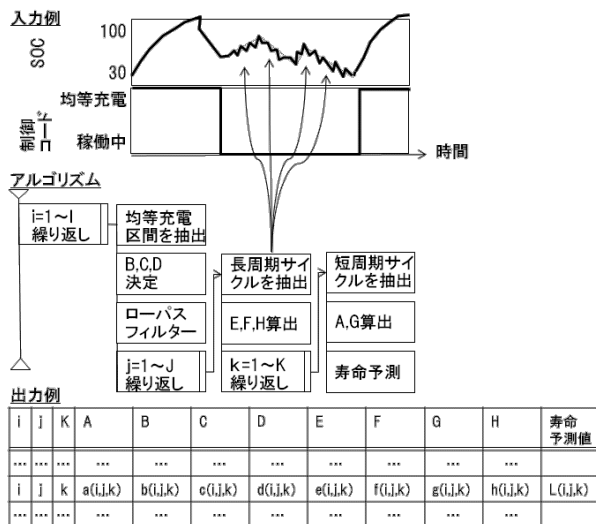 入力例
SOC
100
30
制御
コード
均等充電
稼働中
時間
アルゴリズム
i=1～I
繰り返し
均等充電
区間を抽出
B,C,D
決定
ローパス
フィルター
j=1～J
繰り返し
長周期サイ
クルを抽出
E,F,H算出
k=1～K
繰り返し
短周期サイ
クルを抽出
A,G算出
寿命予測
出力例
i j K A B C D E F G H 寿命
予測値
… … … … … … … … … … …
i j k a(i,j,k) b(i,j,k) c(i,j,k) d(i,j,k) e(i,j,k) f(i,j,k) g(i,j,k) h(i,j,k) L(i,j,k)
… … … … … … … … … … …